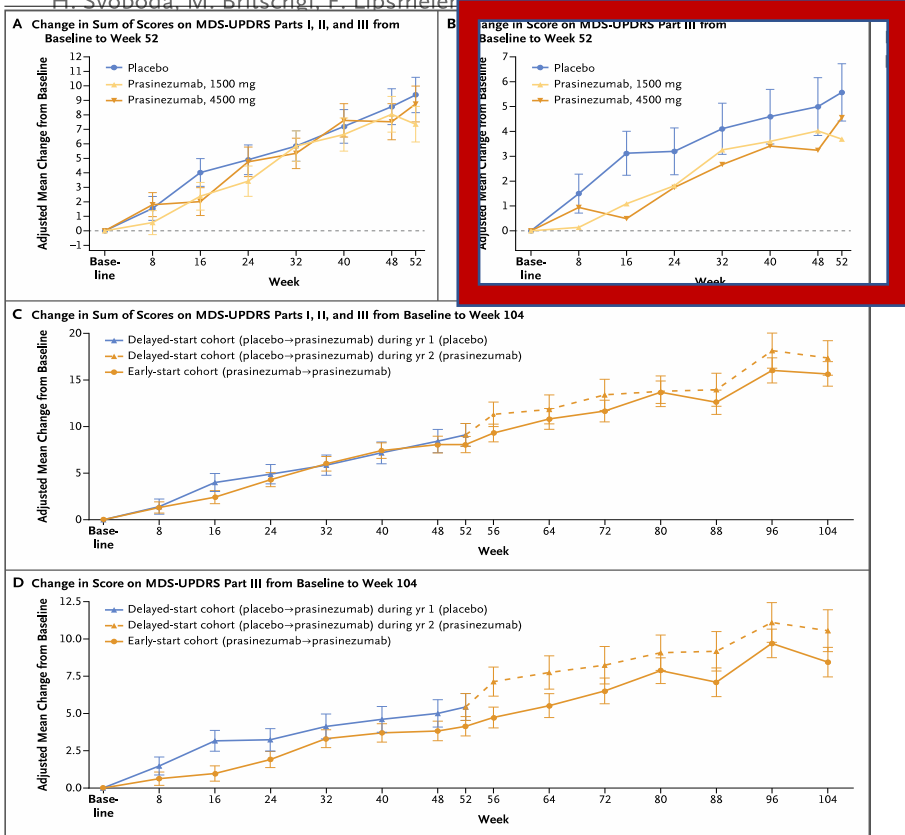 H. Svoboda, M. Britschgi, F. Lipsmeier
A Change in Sum of Scores on MDS-UPDRS Parts I, II, and III from
Baseline to Week 52
Adjusted Mean Change from Baseline
12
11
10
9
8
7
6
5
4
3
2
1
0
−1
Placebo
Prasinezumab, 1500 mg
Prasinezumab, 4500 mg
Base-
line
8
16
24
32
40
48
52
Week
B Change in Score on MDS-UPDRS Part III from
Baseline to Week 52
Adjusted Mean Change from Baseline
7
6
5
4
3
2
1
0
Placebo
Prasinezumab, 1500 mg
Prasinezumab, 4500 mg
Base-
line
8
16
24
32
40
48
52
Week
C Change in Sum of Scores on MDS-UPDRS Parts I, II, and III from Baseline to Week 104
Adjusted Mean Change from Baseline
20
15
10
5
0
Delayed-start cohort (placebo→prasinezumab) during yr 1 (placebo)
Delayed-start cohort (placebo→prasinezumab) during yr 2 (prasinezumab)
Early-start cohort (prasinezumab→prasinezumab)
Base-
line
8
16
24
32
40
48
52
56
64
72
80
88
96
104
Week
D Change in Score on MDS-UPDRS Part III from Baseline to Week 104
Adjusted Mean Change from Baseline
12.5
10.0
7.5
5.0
2.5
0.0
Delayed-start cohort (placebo→prasinezumab) during yr 1 (placebo)
Delayed-start cohort (placebo→prasinezumab) during yr 2 (prasinezumab)
Early-start cohort (prasinezumab→prasinezumab)
Base-
line
8
16
24
32
40
48
52
56
64
72
80
88
96
104
Week